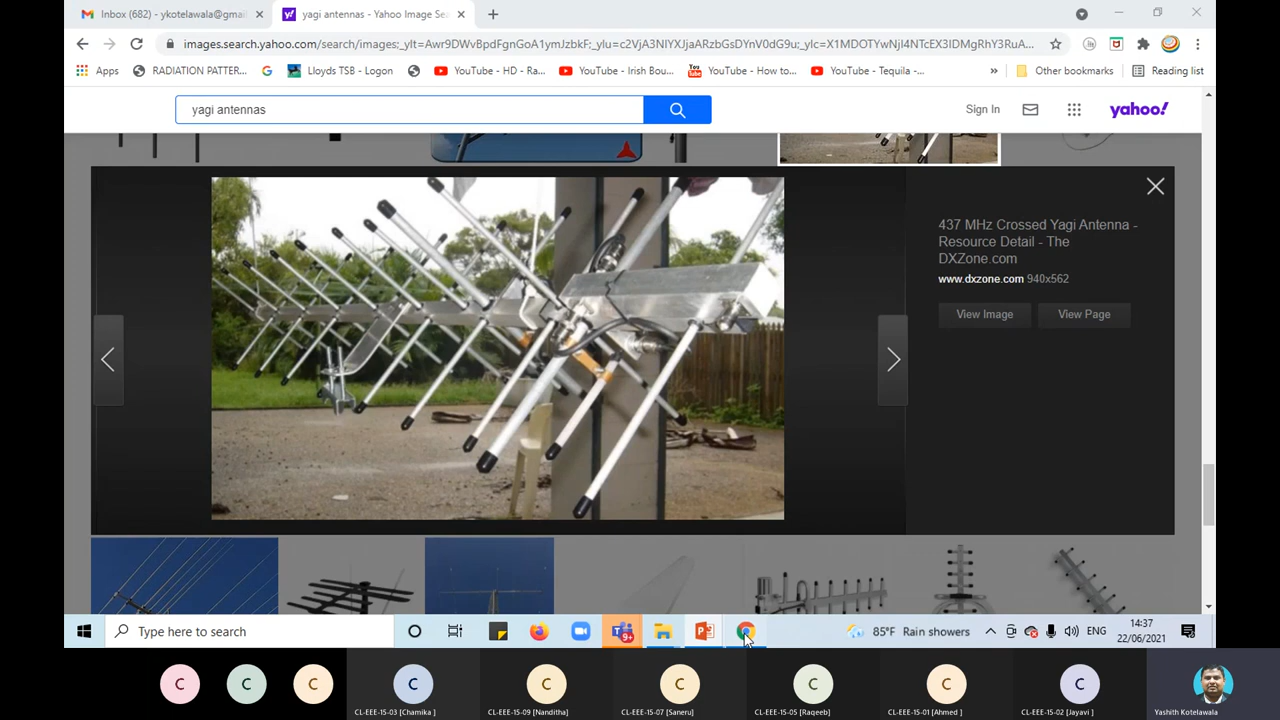 Inbox (682) - ykotelawala@gmail
yagi antennas - Yahoo Image Sea
images.search.yahoo.com/search/images;_ylt=Awr9DWvBpdFgnGoA1ymJzbkF;_ylu=c2VjA3NlYXJjaARzbGsDYnV0dG9u;_ylc=X1MDOTYwNjI4NTcEX3IDMgRhY3RuA...
Apps
RADIATION PATTER...
Lloyds TSB - Logon
YouTube - HD - Ra...
YouTube - Irish Bou...
YouTube - How to...
YouTube - Tequila -...
»
Other bookmarks
Reading list
yagi antennas
Sign In
yahoo!
437 MHz Crossed Yagi Antenna -
Resource Detail - The
DXZone.com
www.dxzone.com 940x562
View Image
View Page
Type here to search
9+
85°F Rain showers
ENG
14:37
22/06/2021
C C C C C C C C C
CL-EEE-15-03 [Chamika ]
CL-EEE-15-09 [Nanditha]
CL-EEE-15-07 [Saneru]
CL-EEE-15-05 [Raqeeb]
CL-EEE-15-01 [Ahmed ]
CL-EEE-15-02 [Jayavi ]
Yashith Kotelawala